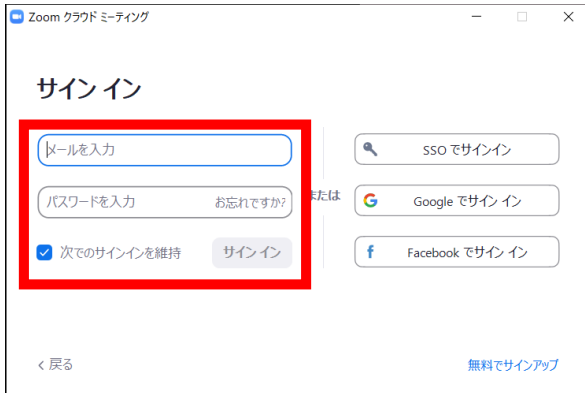 Zoom クラウド ミーティング
サイン イン
メールを入力
パスワードを入力 お忘れですか?
次でのサインインを維持 サイン イン
または
SSO でサインイン
Google でサイン イン
Facebook でサイン イン
戻る
無料でサインアップ